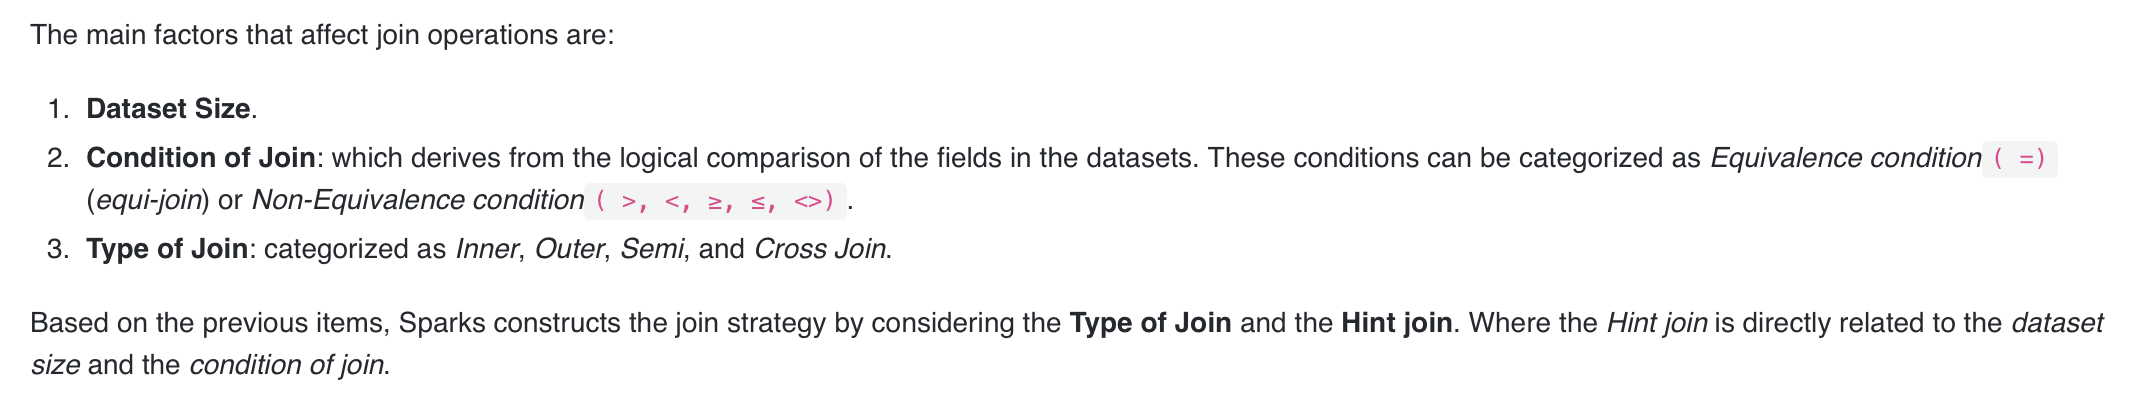 The main factors that affect join operations are:
1. Dataset Size.
2. Condition of Join: which derives from the logical comparison of the fields in the datasets. These conditions can be categorized as Equivalence condition ( =)
(equi-join) or Non-Equivalence condition ( >, <, ≥, ≤, <>) .
3. Type of Join: categorized as Inner, Outer, Semi, and Cross Join.
Based on the previous items, Sparks constructs the join strategy by considering the Type of Join and the Hint join. Where the Hint join is directly related to the dataset
size and the condition of join.